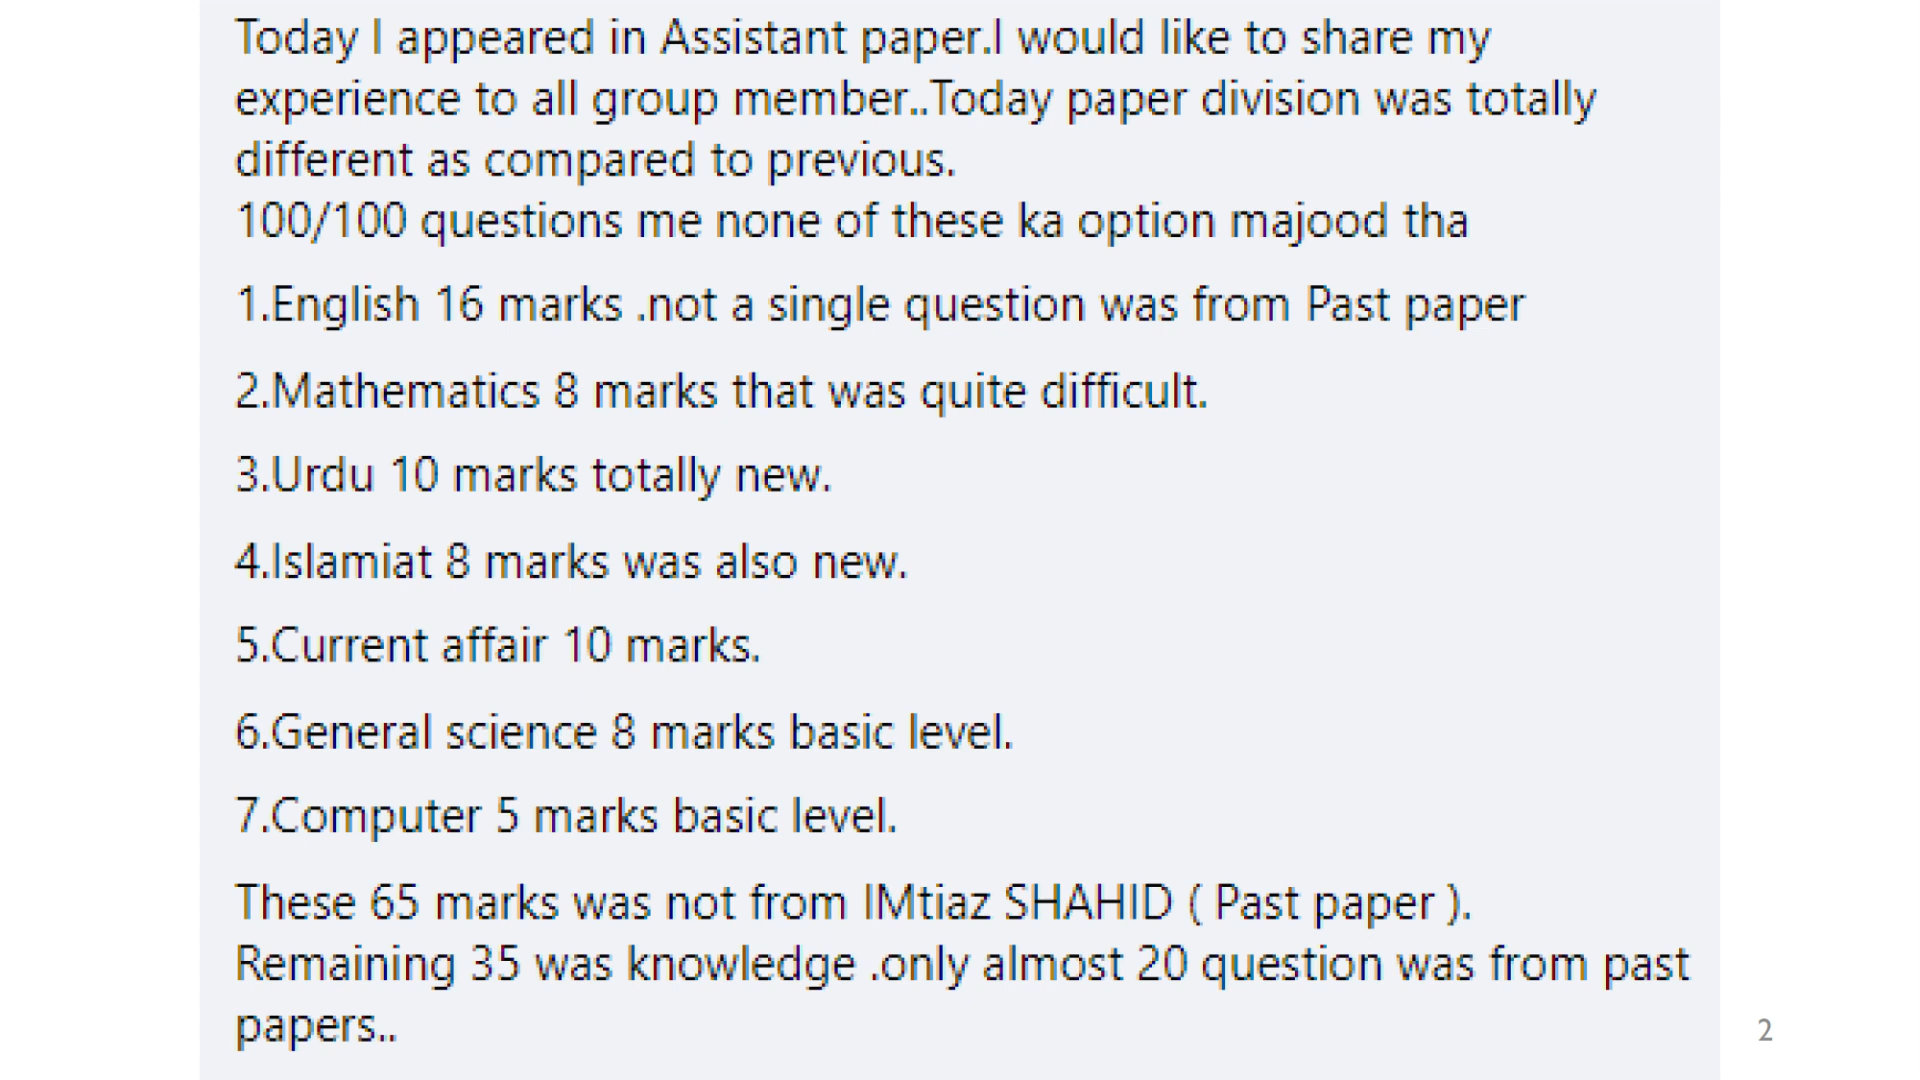 Today I appeared in Assistant paper.I would like to share my
experience to all group member..Today paper division was totally
different as compared to previous.
100/100 questions me none of these ka option majood tha
1.English 16 marks .not a single question was from Past paper
2.Mathematics 8 marks that was quite difficult.
3.Urdu 10 marks totally new.
4.Islamiat 8 marks was also new.
5.Current affair 10 marks.
6.General science 8 marks basic level.
7.Computer 5 marks basic level.
These 65 marks was not from IMtiaz SHAHID ( Past paper ).
Remaining 35 was knowledge .only almost 20 question was from past
papers..
2